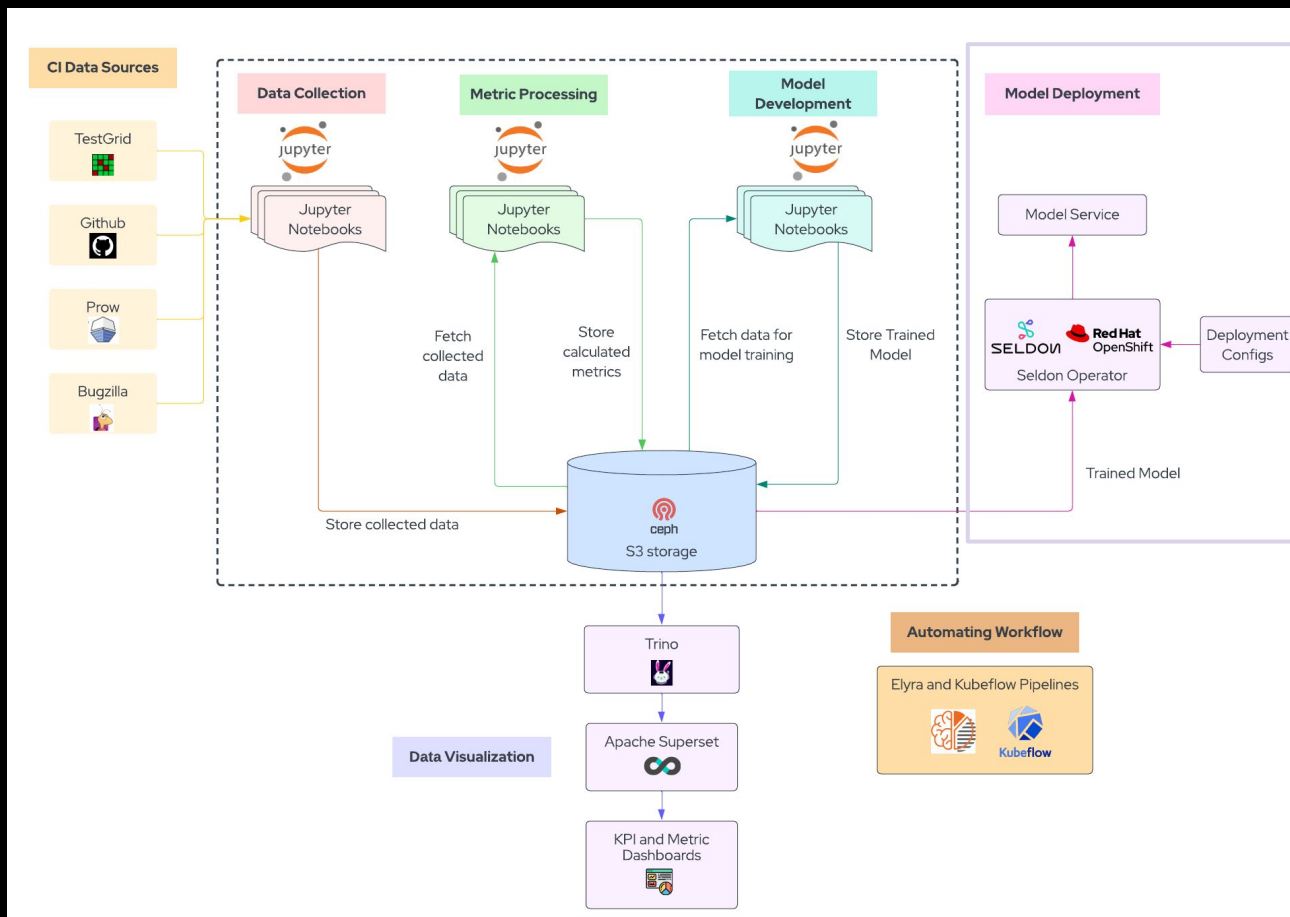 CI Data Sources
TestGrid
Github
Prow
Bugzilla
Data Collection
jupyter
Jupyter
Notebooks
Metric Processing
jupyter
Jupyter
Notebooks
Model
Development
jupyter
Jupyter
Notebooks
Fetch
collected
data
Store
calculated
metrics
Fetch data for
model training
Store Trained
Model
Store collected data
ceph
S3 storage
Model Deployment
Model Service
SELDON
Red Hat
OpenShift
Seldon Operator
Deployment
Configs
Trained Model
Trino
Data Visualization
Apache Superset
KPI and Metric
Dashboards
Automating Workflow
Elyra and Kubeflow Pipelines
Kubeflow